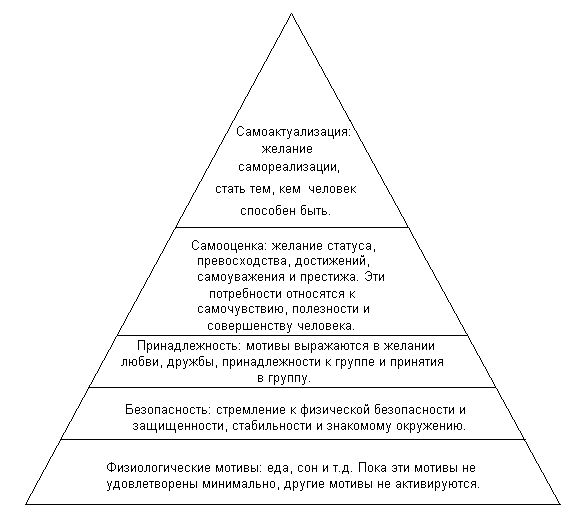 Самоактуализация:
желание
самореализации,
стать тем, кем человек
способен быть.
Самооценка: желание статуса,
превосходства, достижений,
самоуважения и престижа. Эти
потребности относятся к
самочувствию, полезности и
совершенству человека.
Принадлежность: мотивы выражаются в желании
любви, дружбы, принадлежности к группе и принятия
в группу.
Безопасность: стремление к физической безопасности и
защищенности, стабильности и знакомому окружению.
Физиологические мотивы: еда, сон и т.д. Пока эти мотивы не
удовлетворены минимально, другие мотивы не активируются.